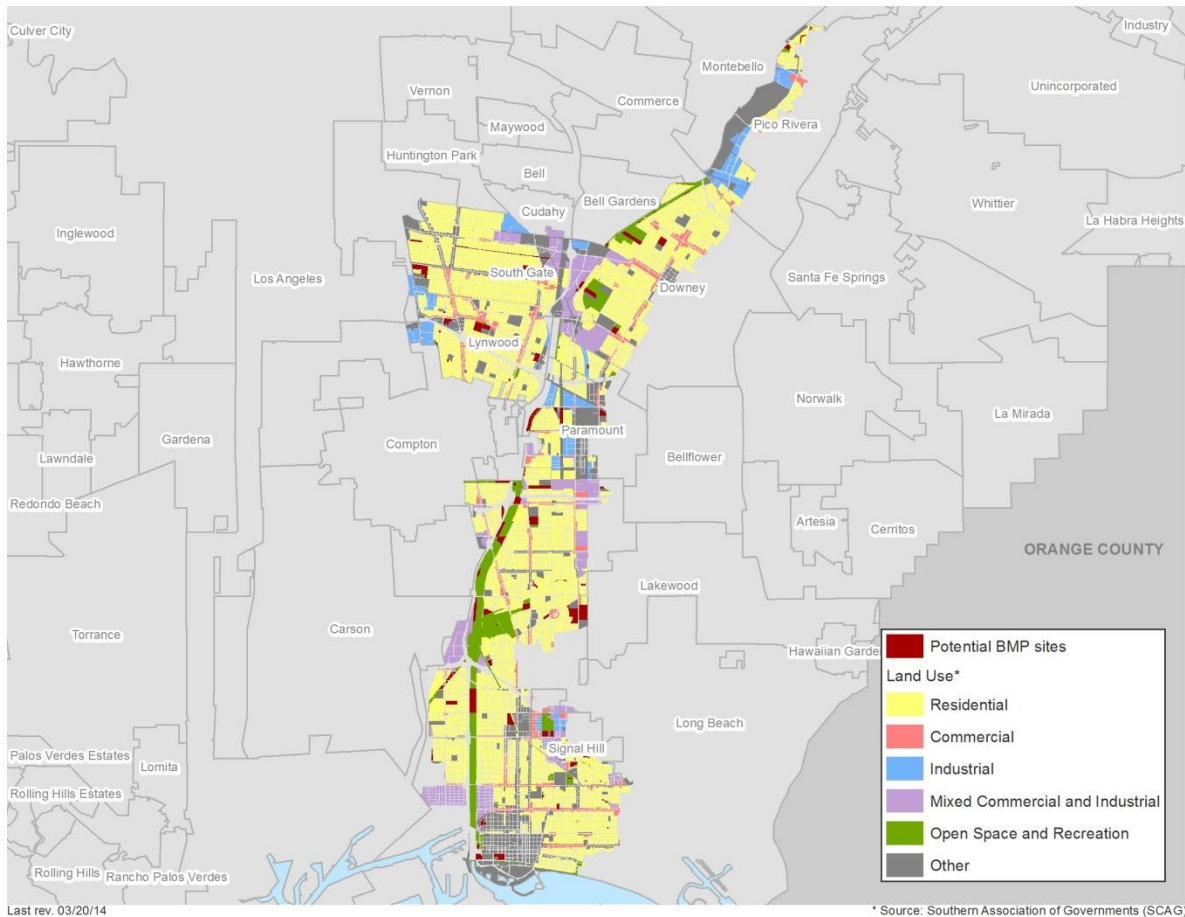 Culver City
Industry
Montebello
Unincorporated
Vernon
Commerce
Maywood
Pico Rivera
Huntington Park
Bell
Bell Gardens
Whittier
Cudahy
La Habra Heights
Inglewood
Los Angeles
South Gate
Santa Fe Springs
Downey
Lynwood
Hawthorne
Norwalk
La Mirada
Paramount
Gardena
Compton
Bellflower
Lawndale
Redondo Beach
Artesia
Cerritos
ORANGE COUNTY
Lakewood
Torrance
Carson
Hawaiian Garde
Long Beach
Signal Hill
Palos Verdes Estates
Lomita
Rolling Hills Estates
Rolling Hills
Rancho Palos Verdes
Potential BMP sites
Land Use*
Residential
Commercial
Industrial
Mixed Commercial and Industrial
Open Space and Recreation
Other
Last rev. 03/20/14
* Source: Southern Association of Governments (SCAG)